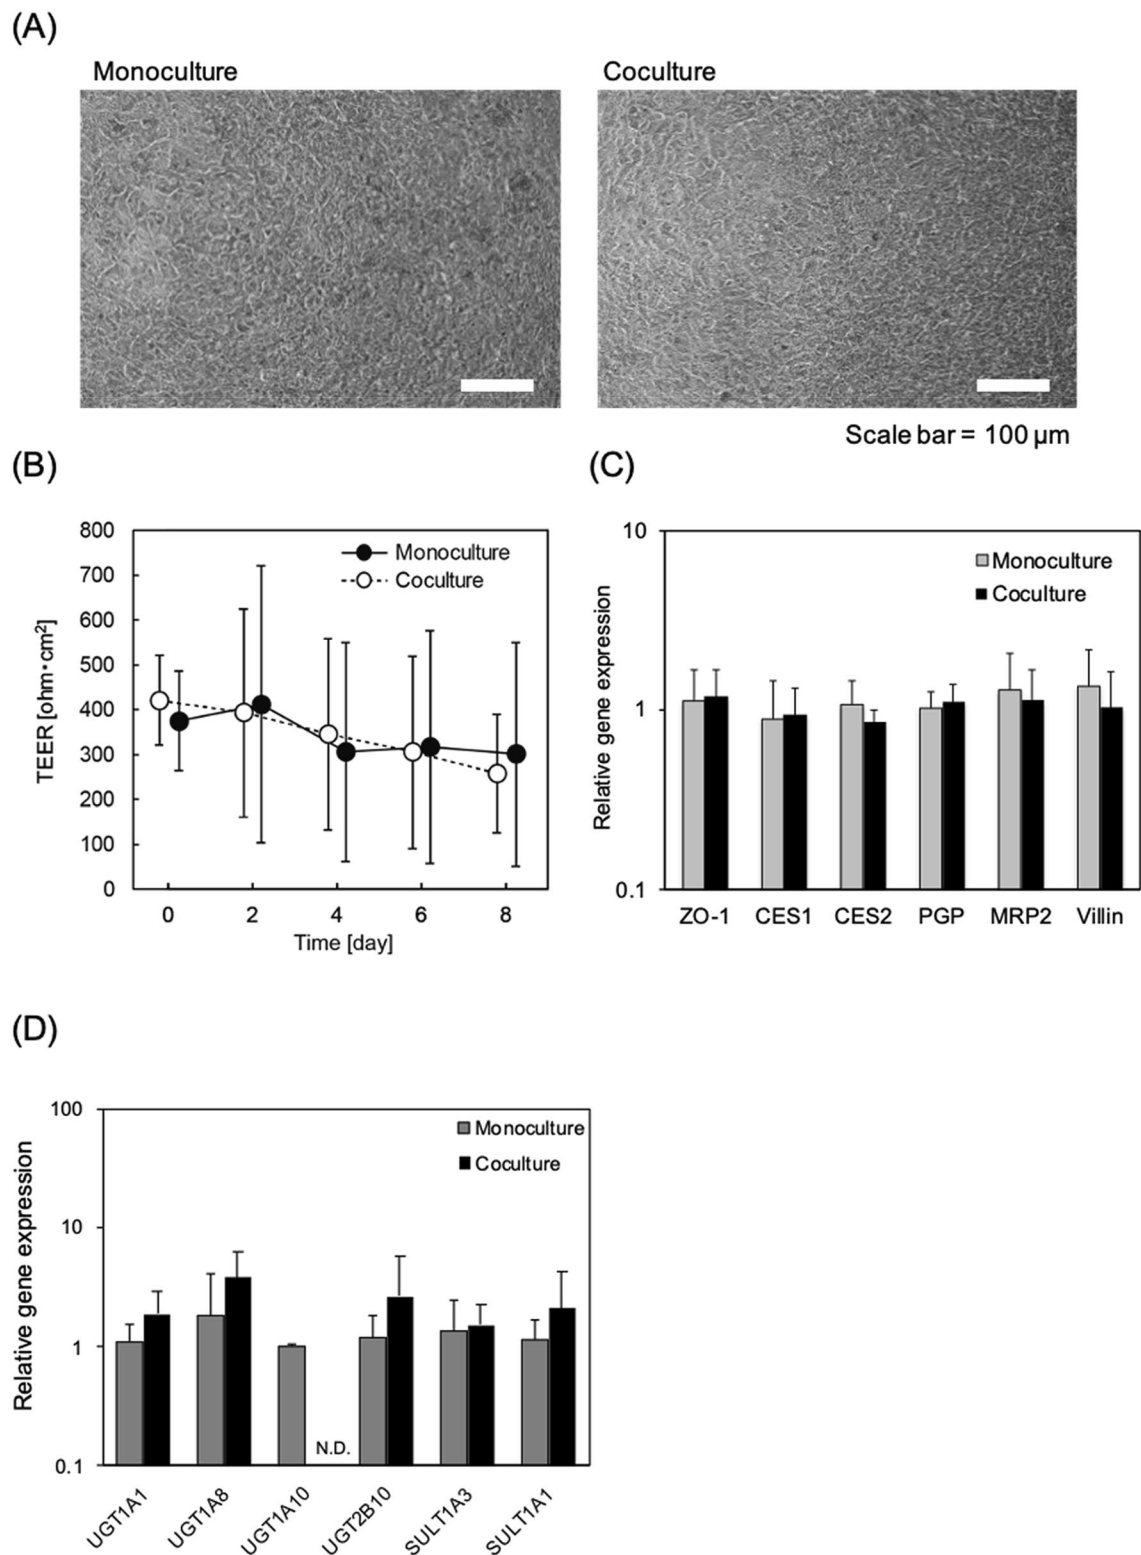 (A)
Monoculture
Coculture
Scale bar = 100 µm
(B)
(C)
800
700
600
500
400
300
200
100
0
TEER [ohm·cm²]
Monoculture
Coculture
0 2 4 6 8
Time [day]
10
1
0.1
Relative gene expression
Monoculture
Coculture
ZO-1 CES1 CES2 PGP MRP2 Villin
(D)
100
10
1
0.1
Relative gene expression
Monoculture
Coculture
N.D.
UGT1A1 UGT1A8 UGT1A10 UGT2B10 SULT1A3 SULT1A1